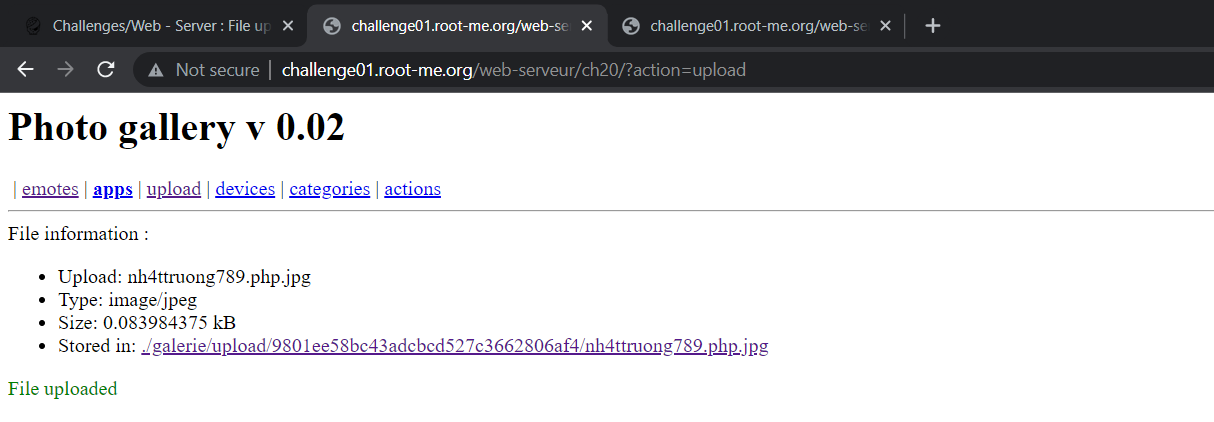 Challenges/Web - Server : File up
challenge01.root-me.org/web-se
challenge01.root-me.org/web-se
Not secure | challenge01.root-me.org/web-serveur/ch20/?action=upload
Photo gallery v 0.02
| emotes | apps | upload | devices | categories | actions
File information :
• Upload: nh4ttruong789.php.jpg
• Type: image/jpeg
• Size: 0.083984375 kB
• Stored in: ./galerie/upload/9801ee58bc43adcbcd527c3662806af4/nh4ttruong789.php.jpg
File uploaded